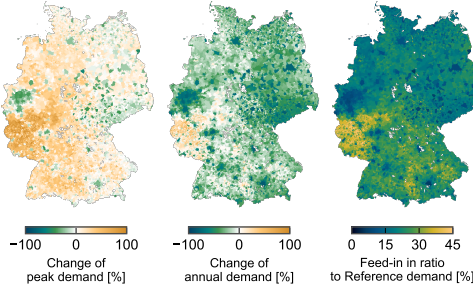 −100 0 100
Change of
peak demand [%]
−100 0 100
Change of
annual demand [%]
0 15 30 45
Feed-in in ratio
to Reference demand [%]